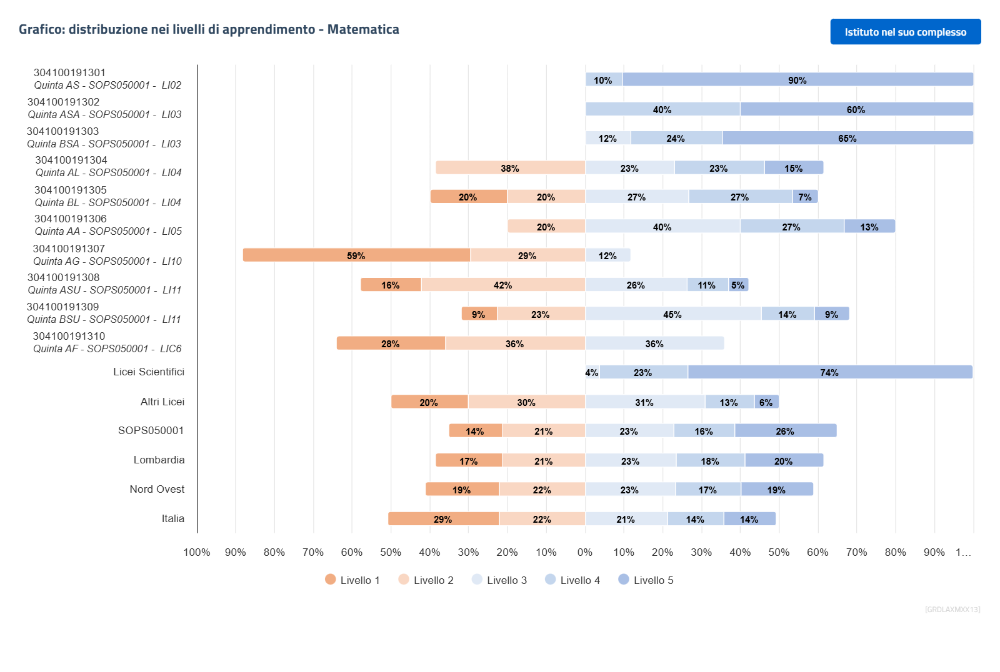 Grafico: distribuzione nei livelli di apprendimento - Matematica
Istituto nel suo complesso
304100191301
Quinta AS - SOPS050001 - LI02
10% 90%
304100191302
Quinta ASA - SOPS050001 - LI03
40% 60%
304100191303
Quinta BSA - SOPS050001 - LI03
12% 24% 65%
304100191304
Quinta AL - SOPS050001 - LI04
38% 23% 23% 15%
304100191305
Quinta BL - SOPS050001 - LI04
20% 20% 27% 27% 7%
304100191306
Quinta AA - SOPS050001 - LI05
20% 40% 27% 13%
304100191307
Quinta AG - SOPS050001 - LI10
59% 29% 12%
304100191308
Quinta ASU - SOPS050001 - LI11
16% 42% 26% 11% 5%
304100191309
Quinta BSU - SOPS050001 - LI11
9% 23% 45% 14% 9%
304100191310
Quinta AF - SOPS050001 - LIC6
28% 36% 36%
Licei Scientifici 4% 23% 74%
Altri Licei 20% 30% 31% 13% 6%
SOPS050001 14% 21% 23% 16% 26%
Lombardia 17% 21% 23% 18% 20%
Nord Ovest 19% 22% 23% 17% 19%
Italia 29% 22% 21% 14% 14%
100% 90% 80% 70% 60% 50% 40% 30% 20% 10% 0% 10% 20% 30% 40% 50% 60% 70% 80% 90% 1…
Livello 1 Livello 2 Livello 3 Livello 4 Livello 5
[GRDLAXMXX13]